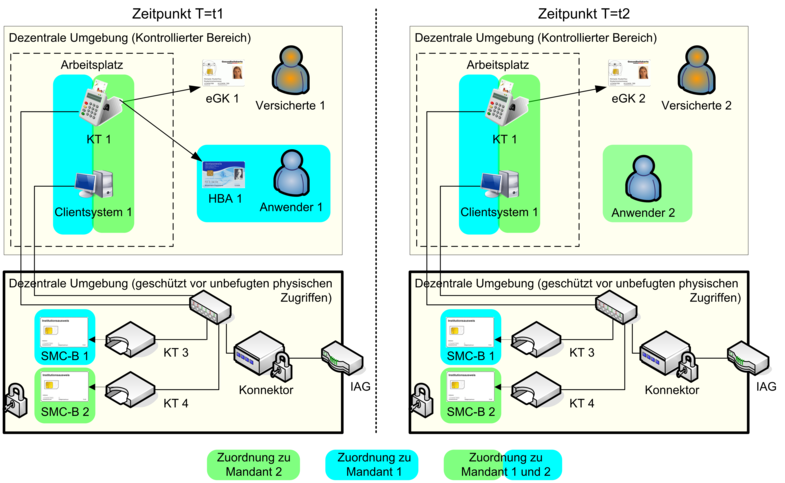 Zeitpunkt T=t1
Dezentrale Umgebung (Kontrollierter Bereich)
Arbeitsplatz
KT 1
eGK 1
Versicherte 1
Clientsystem 1
HBA 1
Anwender 1
Dezentrale Umgebung (geschützt vor unbefugten physischen
Zugriffen)
SMC-B 1
KT 3
SMC-B 2
KT 4
Konnektor
IAG
Zeitpunkt T=t2
Dezentrale Umgebung (Kontrollierter Bereich)
Arbeitsplatz
KT 1
eGK 2
Versicherte 2
Clientsystem 1
Anwender 2
Dezentrale Umgebung (geschützt vor unbefugten physischen
Zugriffen)
SMC-B 1
KT 3
SMC-B 2
KT 4
Konnektor
IAG
Zuordnung zu
Mandant 2
Zuordnung zu
Mandant 1
Zuordnung zu
Mandant 1 und 2